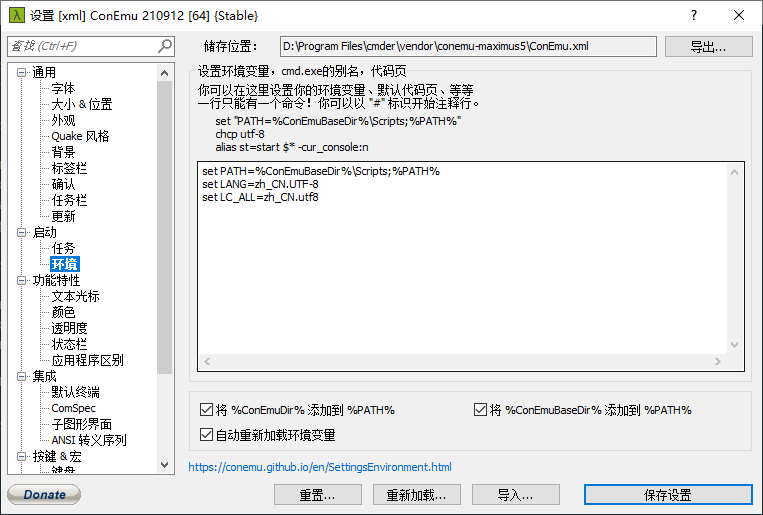 设置 [xml] ConEmu 210912 [64] {Stable}
查找 (Ctrl+F)
储存位置：
D:\Program Files\cmder\vendor\conemu-maximus5\ConEmu.xml
导出...
通用
字体
大小 & 位置
外观
Quake 风格
背景
标签栏
确认
任务栏
更新
启动
任务
环境
功能特性
文本光标
颜色
透明度
状态栏
应用程序区别
集成
默认终端
ComSpec
子图形界面
ANSI 转义序列
按键 & 宏
键盘
设置环境变量，cmd.exe的别名，代码页
你可以在这里设置你的环境变量、默认代码页、等等
一行只能有一个命令！你可以以 "#" 标识开始注释行。
set "PATH=%ConEmuBaseDir%\Scripts;%PATH%"
chcp utf-8
alias st=start $* -cur_console:n
set PATH=%ConEmuBaseDir%\Scripts;%PATH%
set LANG=zh_CN.UTF-8
set LC_ALL=zh_CN.utf8
将 %ConEmuDir% 添加到 %PATH%
将 %ConEmuBaseDir% 添加到 %PATH%
自动重新加载环境变量
https://conemu.github.io/en/SettingsEnvironment.html
Donate
重置...
重新加载...
导入...
保存设置